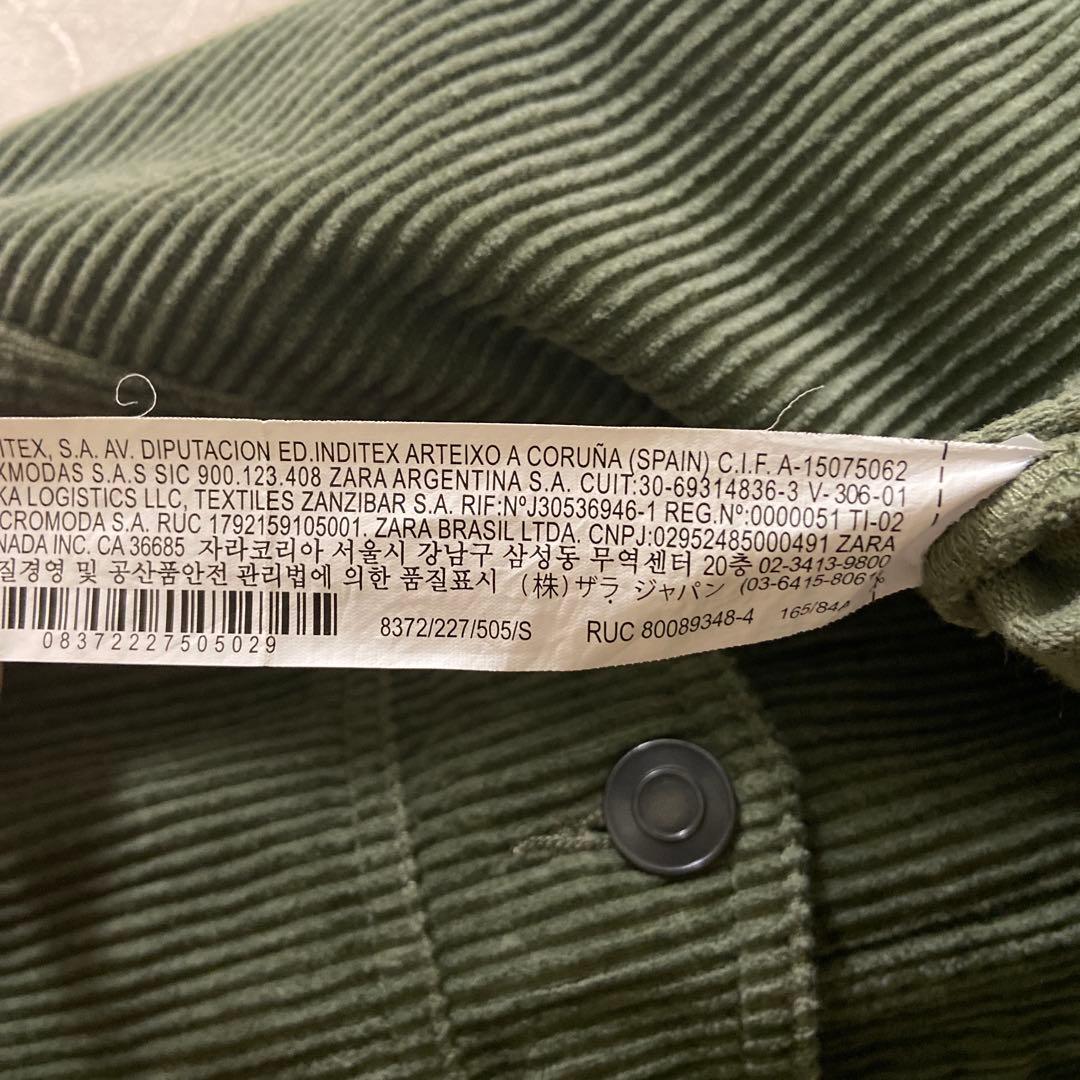 ITEX, S.A. AV. DIPUTACION ED.INDITEX ARTEIXO A CORUÑA (SPAIN) C.I.F. A-15075062
XMODAS S.A.S SIC 900.123.408 ZARA ARGENTINA S.A. CUIT:30-69314836-3 V-306-01
KA LOGISTICS LLC, TEXTILES ZANZIBAR S.A. RIF:NºJ30536946-1 REG.Nº:0000051 TI-02
CROMODA S.A. RUC 1792159105001. ZARA BRASIL LTDA. CNPJ:02952485000491 ZARA
NADA INC. CA 36685 자라코리아 서울시 강남구 삼성동 무역센터 20층 02-3413-9800
질경영 및 공산품안전 관리법에 의한 품질표시 (株)ザラ ジャパン (03-6415-8061
08372227505029 8372/227/505/S RUC 80089348-4 165/84A